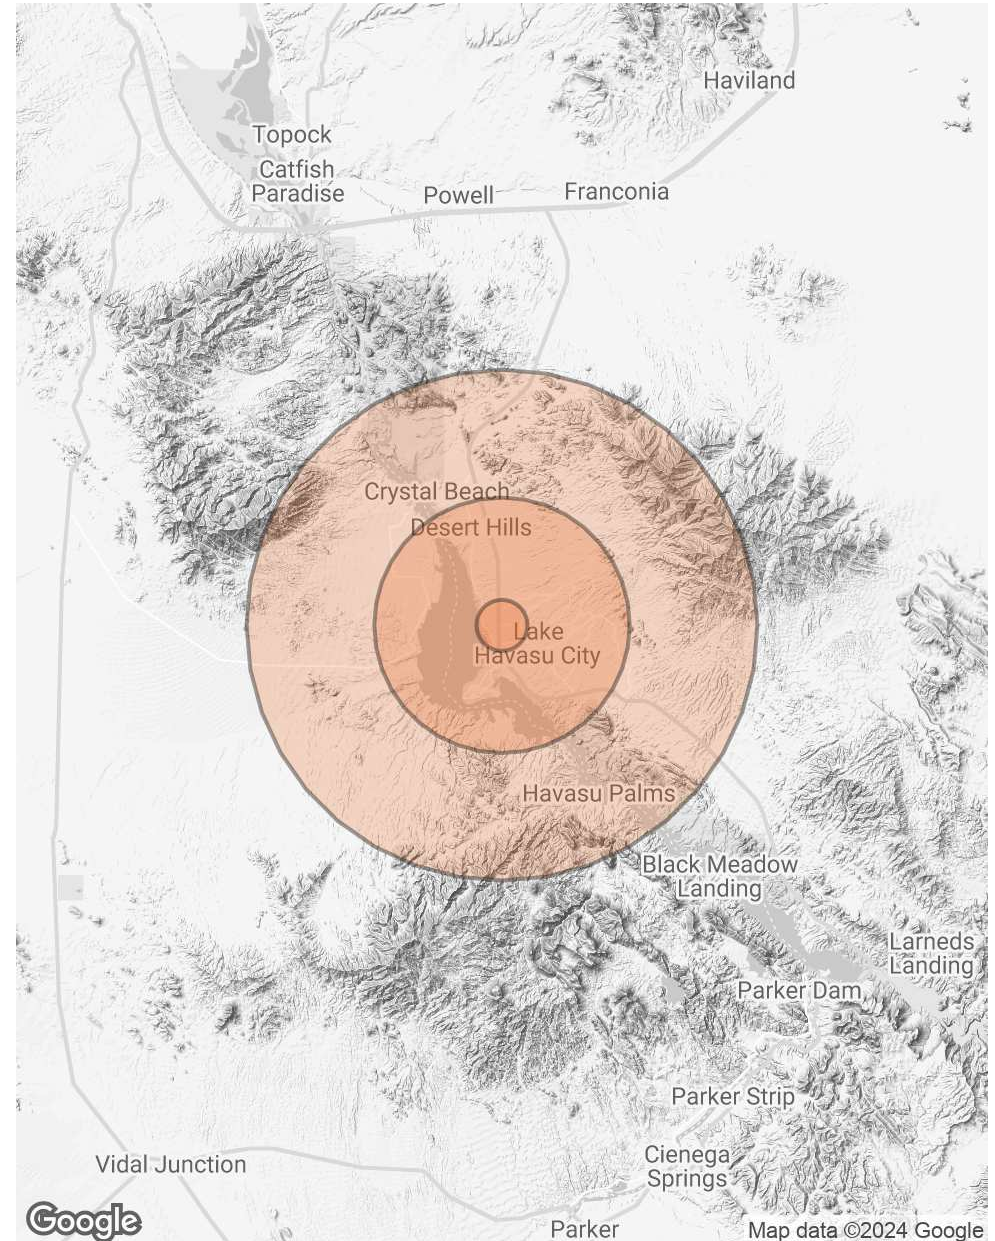 Haviland
Topock
Catfish
Paradise
Powell
Franconia
Crystal Beach
Desert Hills
Lake
Havasu City
Havasu Palms
Black Meadow
Landing
Larneds
Landing
Parker Dam
Parker Strip
Cienega
Springs
Vidal Junction
Parker
Google
Map data ©2024 Google